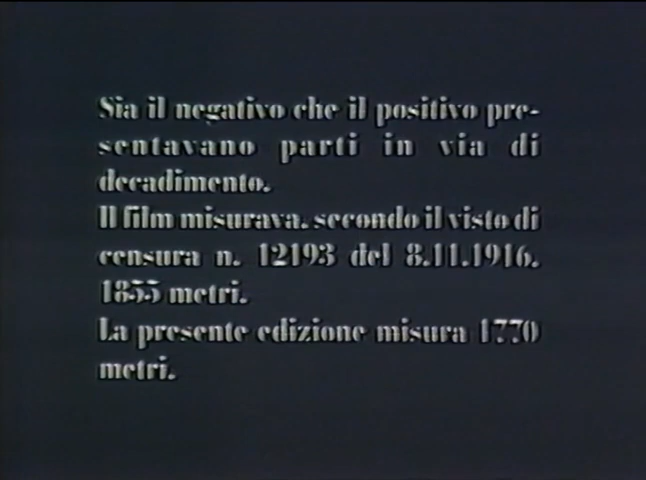 Sia il negativo che il positivo pre-
sentavano parti in via di
decadimento.
Il film misurava, secondo il visto di
censura n. 12193 del 8.11.1916,
1855 metri.
La presente edizione misura 1770
metri.